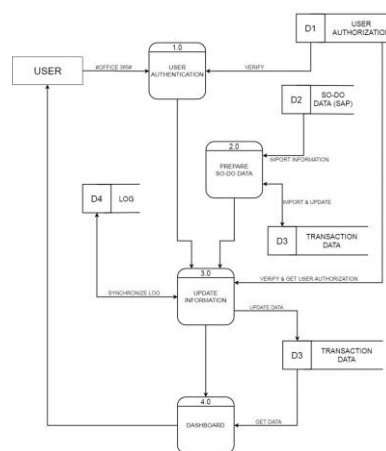 D1
USER
AUTHORIZATION
1.0
USER
#OFFICE 365#
USER
AUTHENTICATION
VERIFY
D2
SO-DO
DATA (SAP)
2.0
IMPORT INFORMATION
PREPARE
SO-DO DATA
D4
LOG
IMPORT & UPDATE
D3
TRANSACTION
DATA
3.0
VERIFY & GET USER AUTHORIZATION
SYNCHRONIZE LOG
UPDATE
INFORMATION
UPDATE DATA
D3
TRANSACTION
DATA
4.0
DASHBOARD
GET DATA